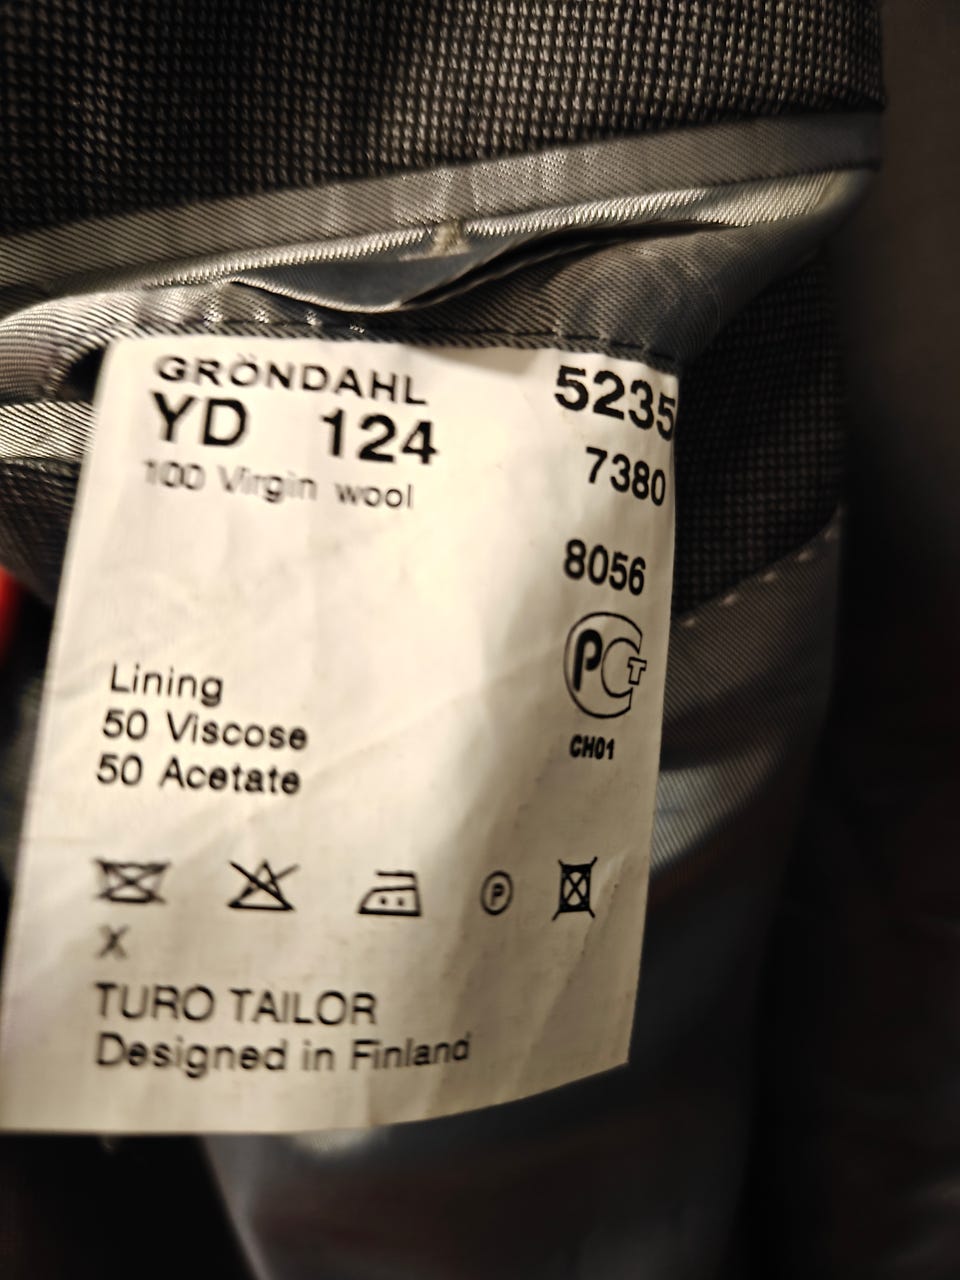 GRÖNDAHL 5235
YD 124 7380
100 Virgin wool
8056
PCT
CH01
Lining
50 Viscose
50 Acetate
P
X
TURO TAILOR
Designed in Finland